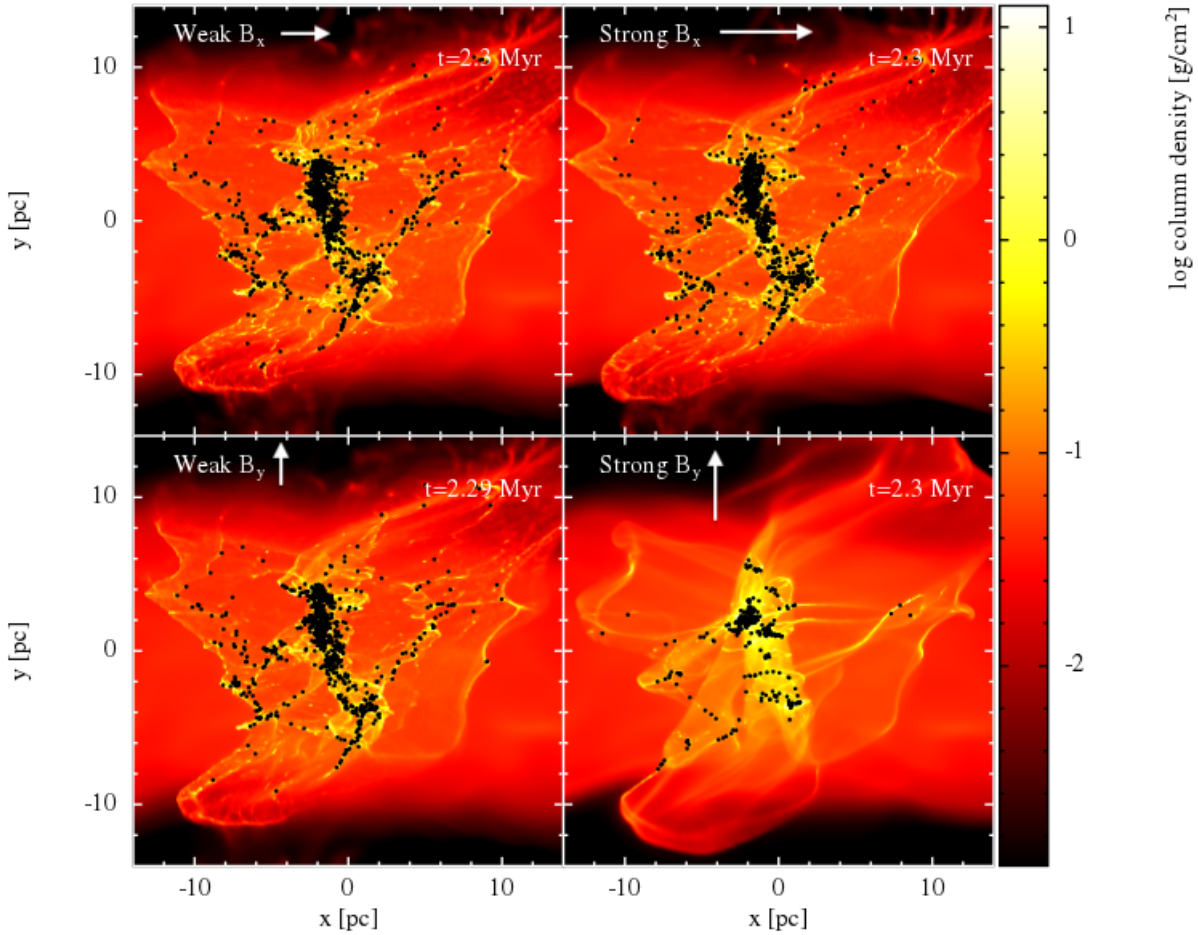 Weak Bx
t=2.3 Myr
Strong Bx
t=2.3 Myr
1
0
-1
-2
log column density [g/cm²]
10
0
-10
y [pc]
Weak By
t=2.29 Myr
Strong By
t=2.3 Myr
10
0
-10
y [pc]
-10 0 10
-10 0 10
x [pc]
x [pc]